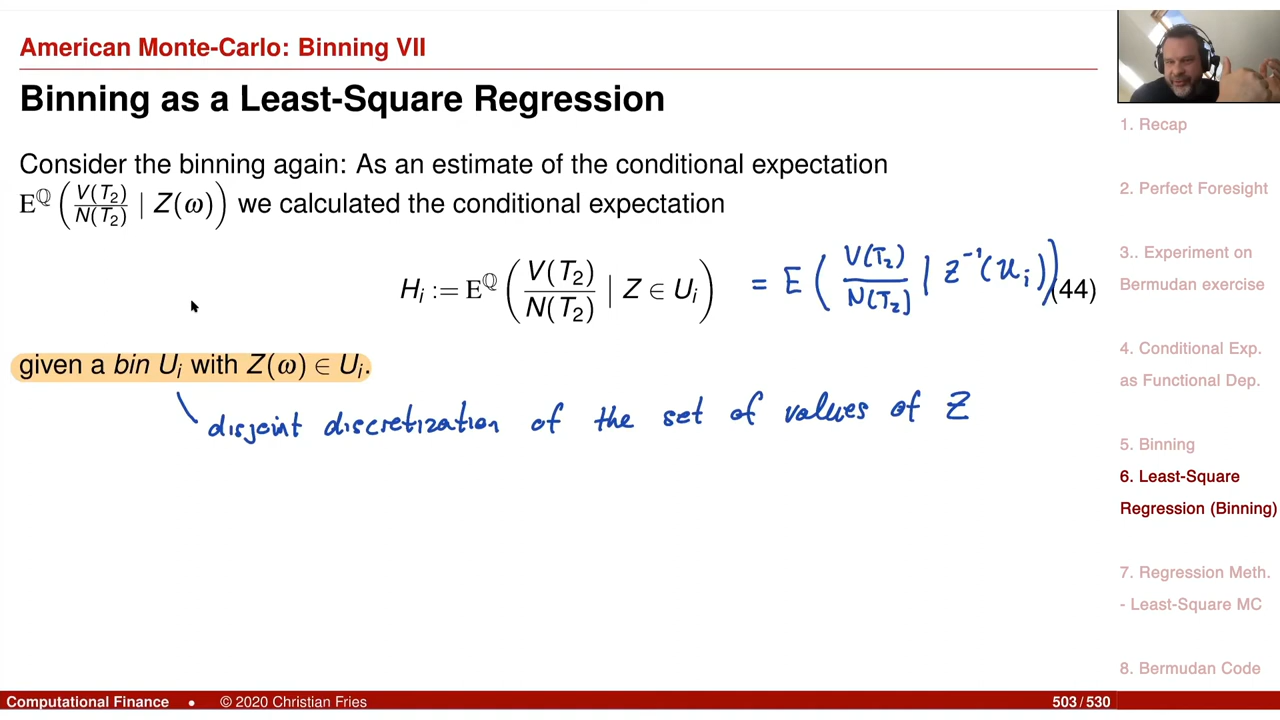 American Monte-Carlo: Binning VII
Binning as a Least-Square Regression
Consider the binning again: As an estimate of the conditional expectation
E^ℚ ( V(T₂) / N(T₂) | Z(ω) ) we calculated the conditional expectation
H_i := E^ℚ ( V(T₂) / N(T₂) | Z ∈ U_i ) = E ( V(T₂) / N(T₂) | Z⁻¹(U_i) ) (44)
given a bin U_i with Z(ω) ∈ U_i.
disjoint discretization of the set of values of Z
1. Recap
2. Perfect Foresight
3.. Experiment on
Bermudan exercise
4. Conditional Exp.
as Functional Dep.
5. Binning
6. Least-Square
Regression (Binning)
7. Regression Meth.
- Least-Square MC
8. Bermudan Code
Computational Finance • © 2020 Christian Fries 503 / 530